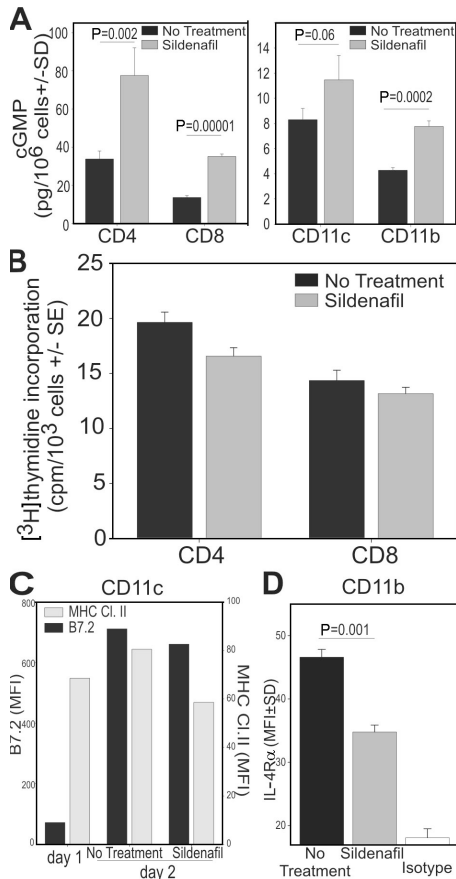 A
P=0.002
No Treatment
Sildenafil
P=0.00001
cGMP
(pg/10⁶ cells+/-SD)
100
80
60
40
20
0
CD4
CD8
P=0.06
No Treatment
Sildenafil
P=0.0002
14
12
10
8
6
4
2
0
CD11c
CD11b
B
[³H]thymidine incorporation
(cpm/10³ cells +/- SE)
25
20
15
10
5
0
No Treatment
Sildenafil
CD4
CD8
C
CD11c
MHC Cl. II
B7.2
B7.2 (MFI)
800
600
400
200
0
MHC Cl.II (MFI)
100
80
60
40
20
0
day 1
No Treatment
Sildenafil
day 2
D
CD11b
P=0.001
IL-4Rα (MFI±SD)
50
40
30
20
No
Treatment
Sildenafil
Isotype